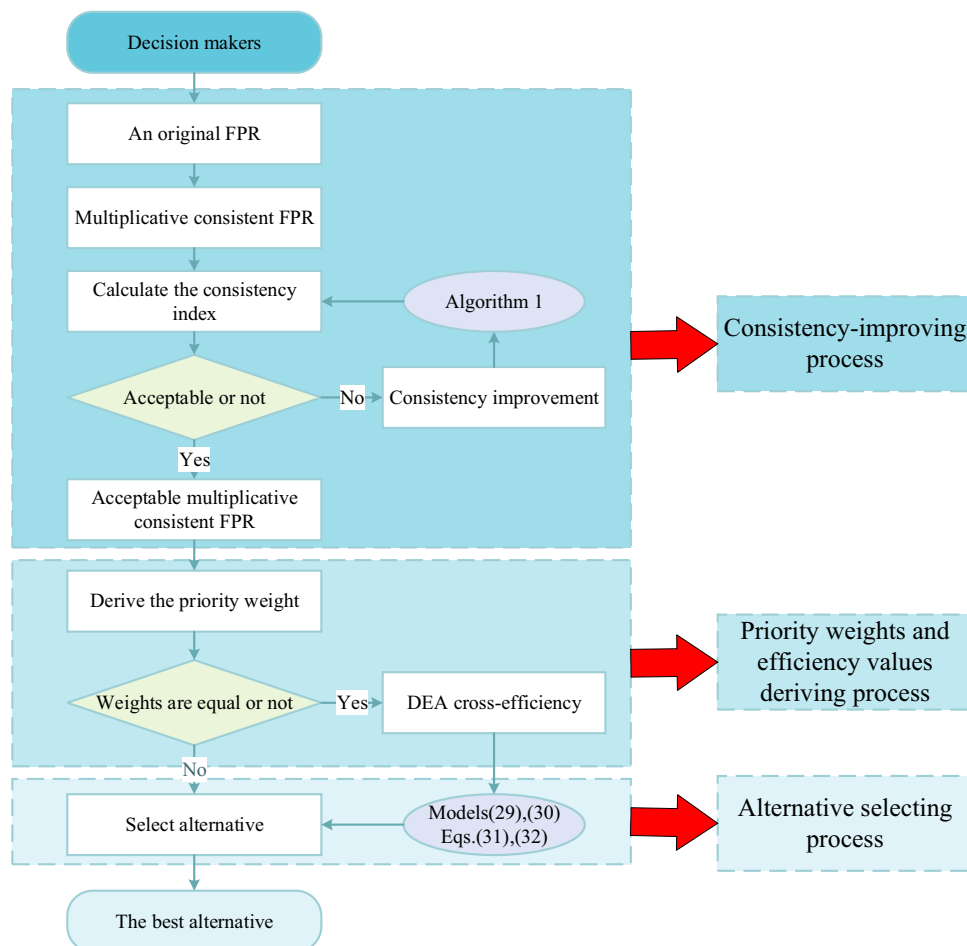 Decision makers
An original FPR
Multiplicative consistent FPR
Calculate the consistency
index
Algorithm 1
Acceptable or not
No
Consistency improvement
Yes
Acceptable multiplicative
consistent FPR
Consistency-improving
process
Derive the priority weight
Weights are equal or not
Yes
DEA cross-efficiency
No
Priority weights and
efficiency values
deriving process
Select alternative
Models(29),(30)
Eqs.(31),(32)
Alternative selecting
process
The best alternative